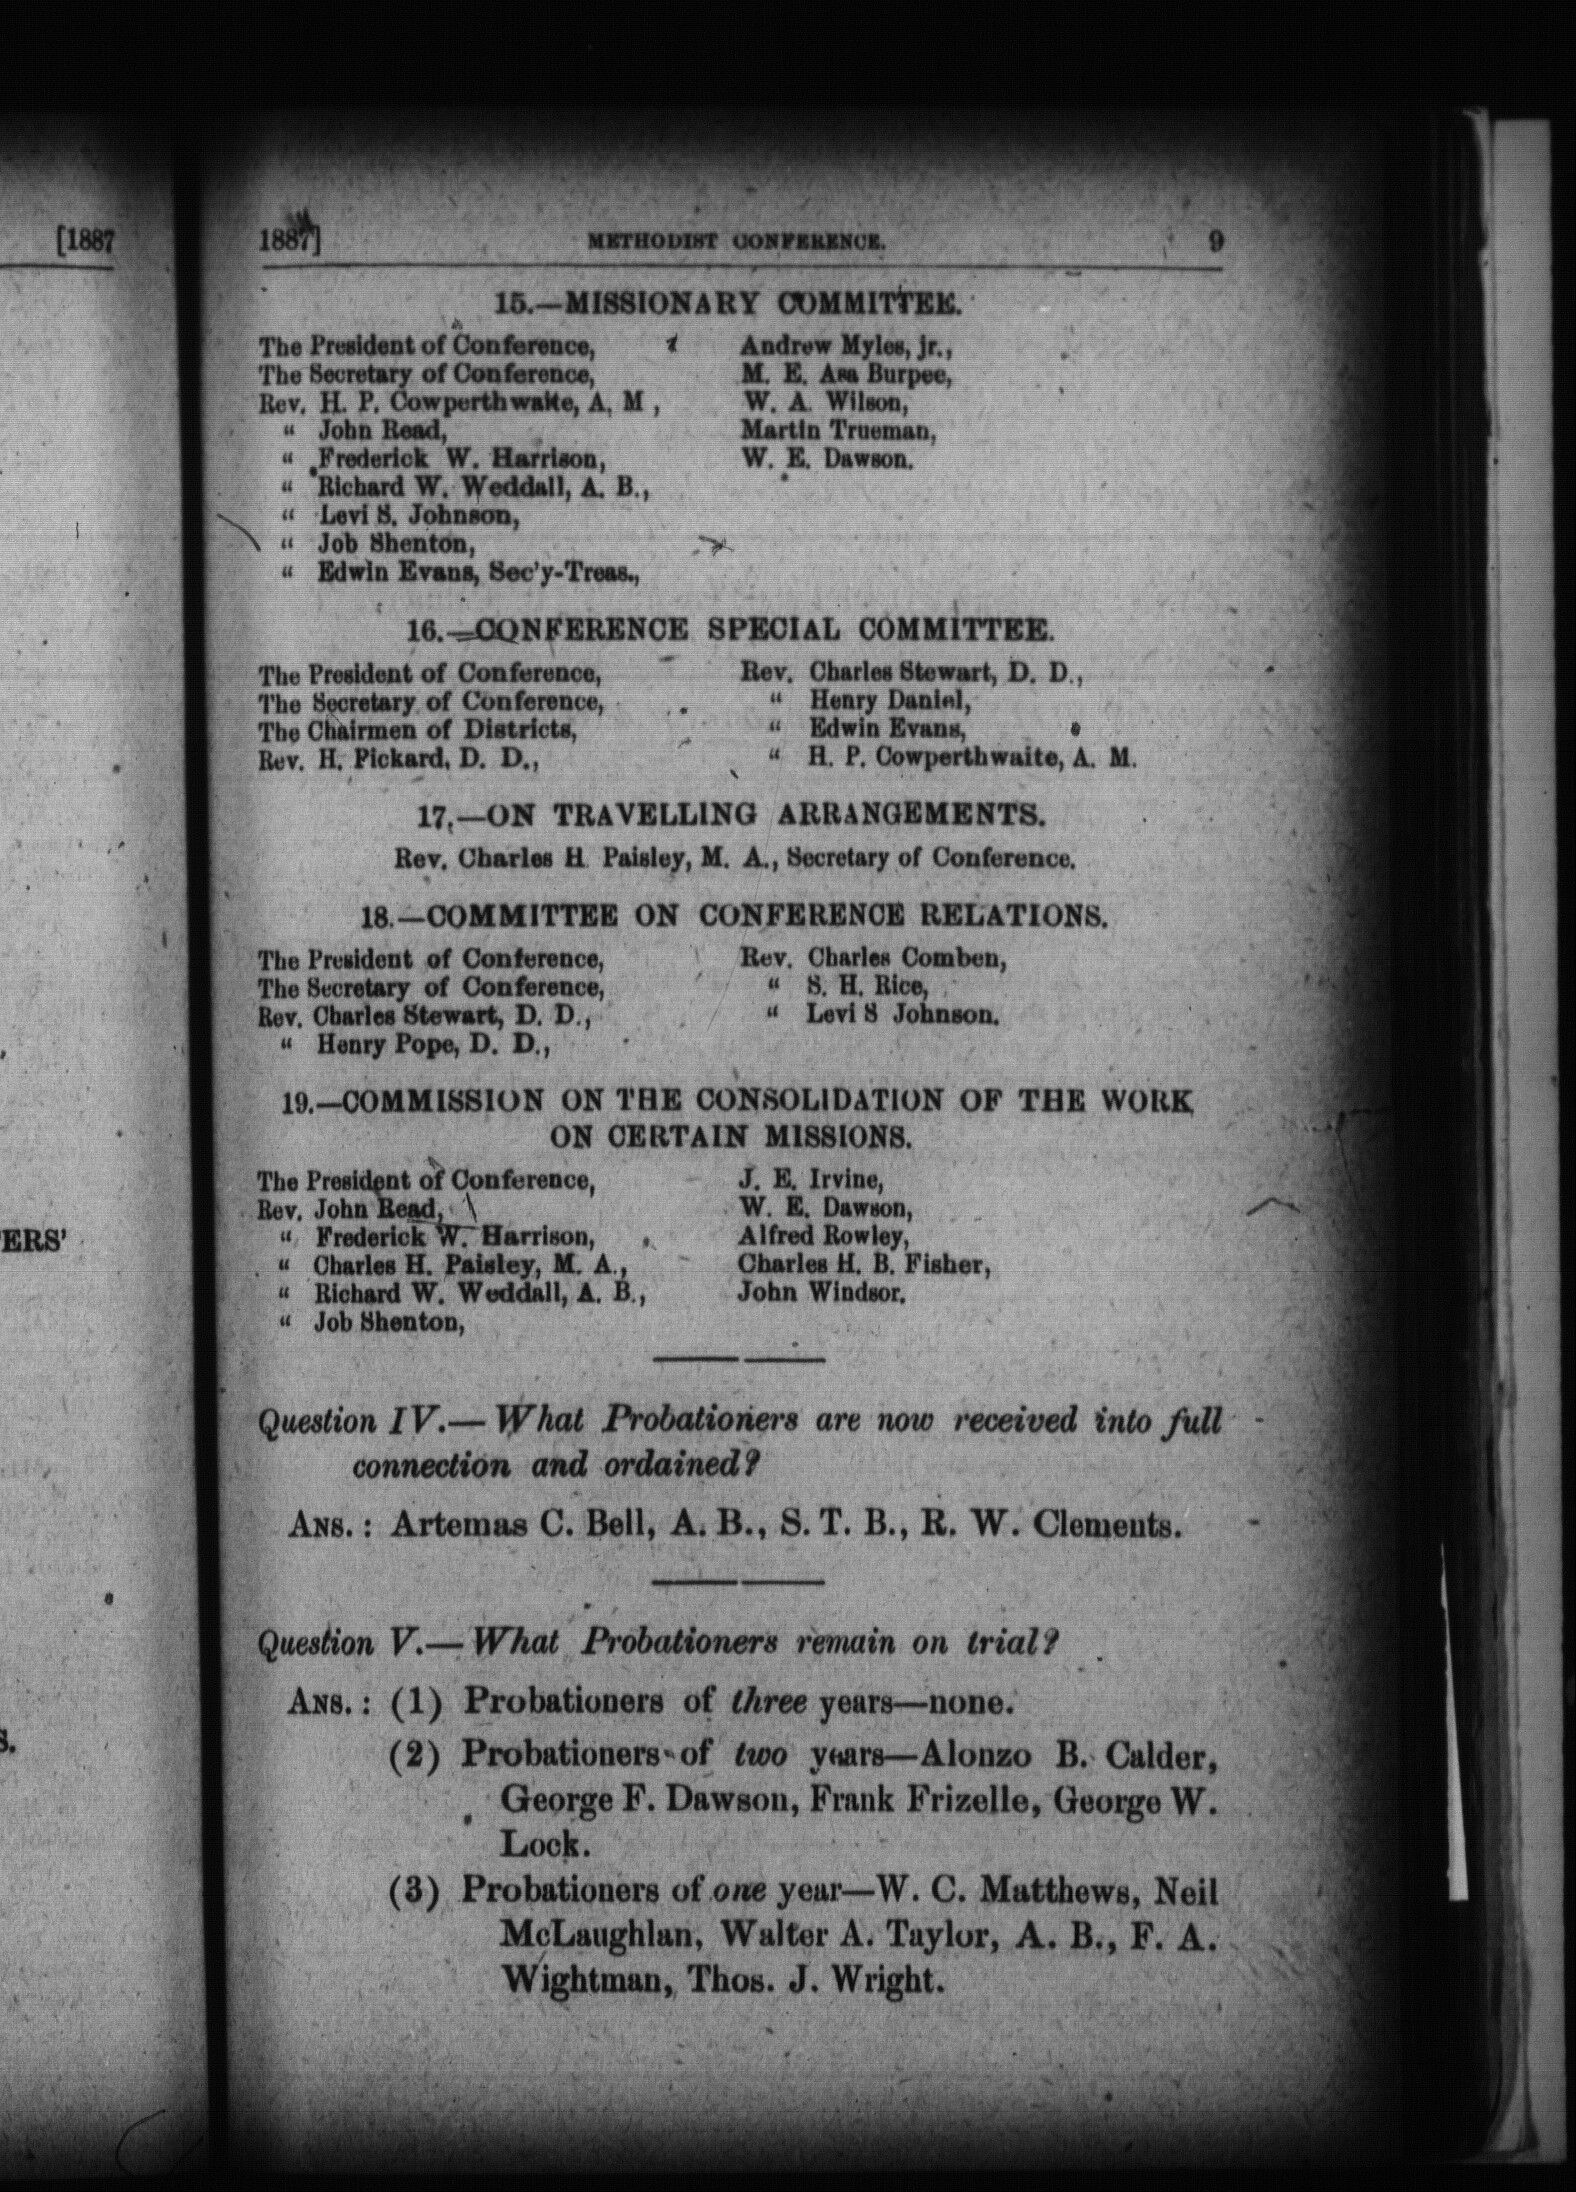 [1887
ERS'
S.
1887] METHODIST CONFERENCE. 9
15.—MISSIONARY COMMITTEE.
The President of Conference,
The Secretary of Conference,
Rev. H. P. Cowperthwaite, A. M ,
" John Read,
" Frederick W. Harrison,
" Richard W. Weddall, A. B.,
" Levi S. Johnson,
" Job Shenton,
" Edwin Evans, Sec'y-Treas.,
Andrew Myles, jr.,
M. E. Asa Burpee,
W. A. Wilson,
Martin Trueman,
W. E. Dawson.
16.—CONFERENCE SPECIAL COMMITTEE.
The President of Conference,
The Secretary of Conference,
The Chairmen of Districts,
Rev. H. Pickard, D. D.,
Rev. Charles Stewart, D. D.,
" Henry Daniel,
" Edwin Evans,
" H. P. Cowperthwaite, A. M.
17.—ON TRAVELLING ARRANGEMENTS.
Rev. Charles H. Paisley, M. A., Secretary of Conference.
18.—COMMITTEE ON CONFERENCE RELATIONS.
The President of Conference,
The Secretary of Conference,
Rev. Charles Stewart, D. D.,
" Henry Pope, D. D.,
Rev. Charles Comben,
" S. H. Rice,
" Levi S Johnson.
19.—COMMISSION ON THE CONSOLIDATION OF THE WORK
ON CERTAIN MISSIONS.
The President of Conference,
Rev. John Read,
" Frederick W. Harrison,
" Charles H. Paisley, M. A.,
" Richard W. Weddall, A. B.,
" Job Shenton,
J. E. Irvine,
W. E. Dawson,
Alfred Rowley,
Charles H. B. Fisher,
John Windsor.
Question IV.—What Probationers are now received into full
connection and ordained?
ANS.: Artemas C. Bell, A. B., S. T. B., R. W. Clements.
Question V.—What Probationers remain on trial?
ANS.: (1) Probationers of three years—none.
(2) Probationers of two years—Alonzo B. Calder,
George F. Dawson, Frank Frizelle, George W.
Lock.
(3) Probationers of one year—W. C. Matthews, Neil
McLaughlan, Walter A. Taylor, A. B., F. A.
Wightman, Thos. J. Wright.